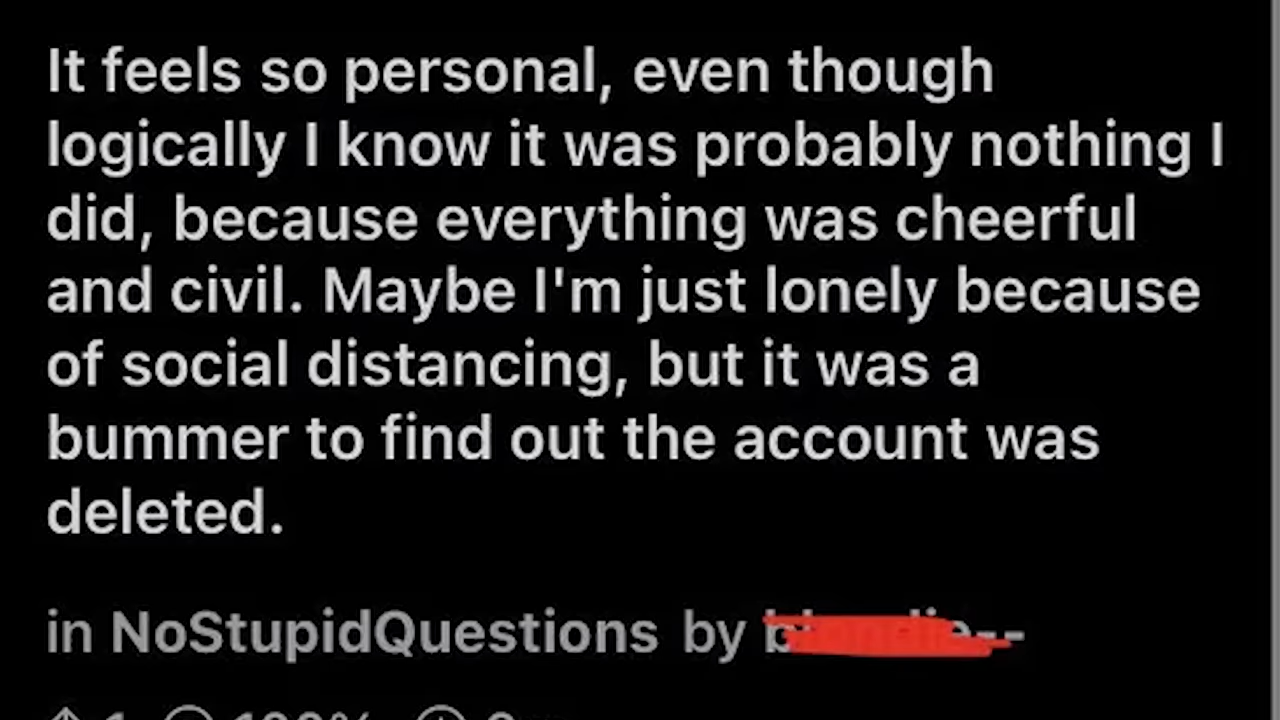 It feels so personal, even though
logically I know it was probably nothing I
did, because everything was cheerful
and civil. Maybe I'm just lonely because
of social distancing, but it was a
bummer to find out the account was
deleted.
in NoStupidQuestions by